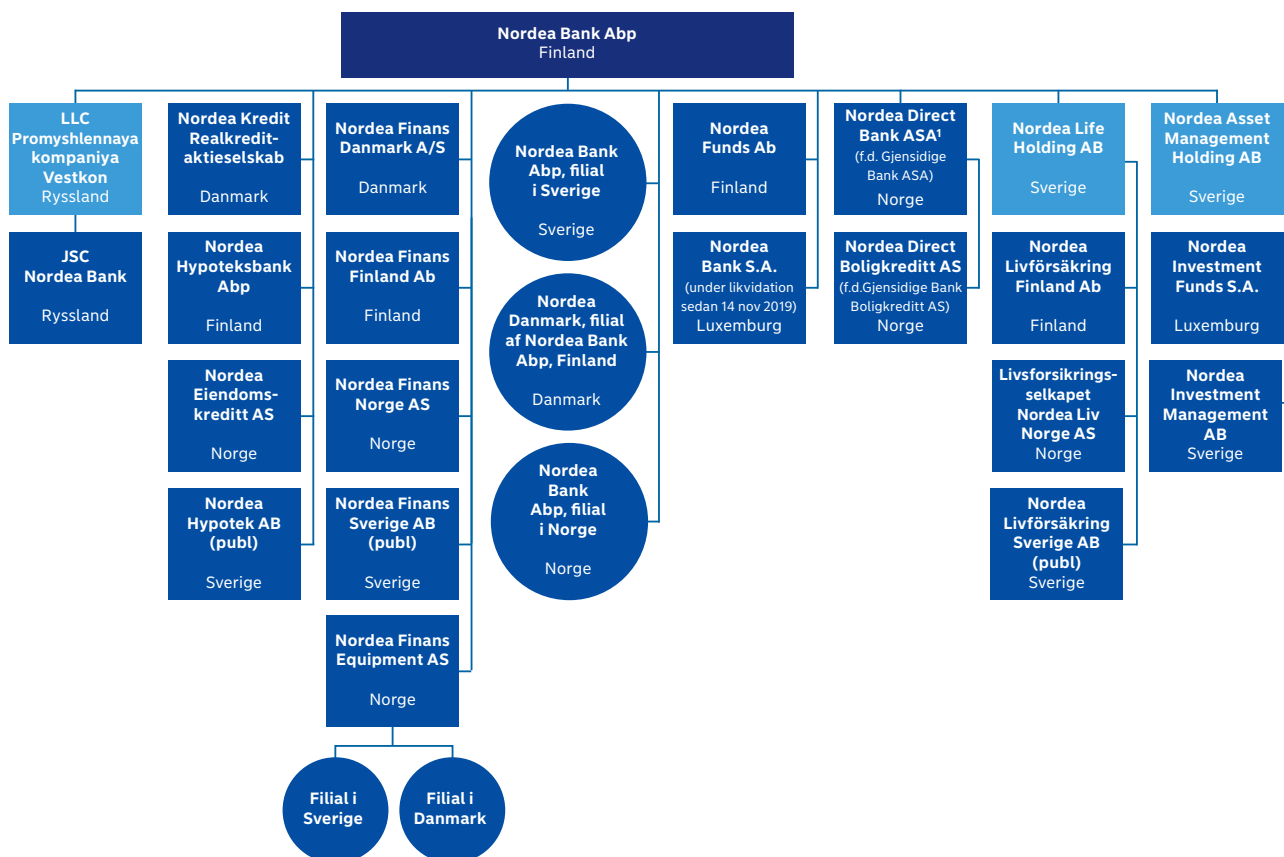 Nordea Bank Abp
Finland
LLC
Promyshlennaya
kompaniya
Vestkon
Ryssland
JSC
Nordea Bank
Ryssland
Nordea Kredit
Realkredit-
aktieselskab
Danmark
Nordea
Hypoteksbank
Abp
Finland
Nordea
Eiendoms-
kreditt AS
Norge
Nordea
Hypotek AB
(publ)
Sverige
Nordea Finans
Danmark A/S
Danmark
Nordea Finans
Finland Ab
Finland
Nordea Finans
Norge AS
Norge
Nordea Finans
Sverige AB
(publ)
Sverige
Nordea Finans
Equipment AS
Norge
Filial i
Sverige
Filial i
Danmark
Nordea Bank
Abp, filial
i Sverige
Sverige
Nordea
Danmark, filial
af Nordea Bank
Abp, Finland
Danmark
Nordea
Bank
Abp, filial
i Norge
Norge
Nordea
Funds Ab
Finland
Nordea
Bank S.A.
(under likvidation
sedan 14 nov 2019)
Luxemburg
Nordea Direct
Bank ASA¹
(f.d. Gjensidige
Bank ASA)
Norge
Nordea Direct
Boligkreditt AS
(f.d.Gjensidige Bank
Boligkreditt AS)
Norge
Nordea Life
Holding AB
Sverige
Nordea
Livförsäkring
Finland Ab
Finland
Livsforsikrings-
selkapet
Nordea Liv
Norge AS
Norge
Nordea
Livförsäkring
Sverige AB
(publ)
Sverige
Nordea Asset
Management
Holding AB
Sverige
Nordea
Investment
Funds S.A.
Luxemburg
Nordea
Investment
Management
AB
Sverige